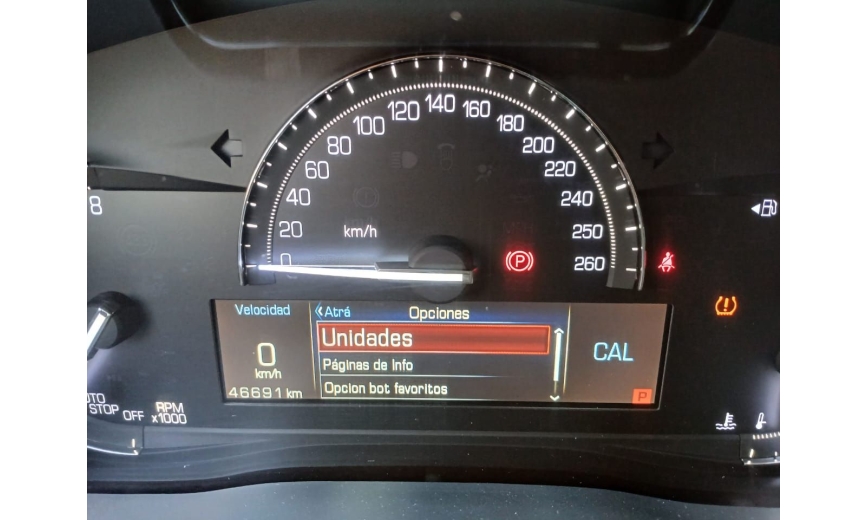 140
120 160
100 180
80 200
60 220
40 240
20 km/h 250
0 260
8
P
Velocidad
0
km/h
46691 km
《Atrá Opciones
Unidades
Páginas de Info
Opcion bot favoritos
CAL
P
STOP OFF
RPM
x1000